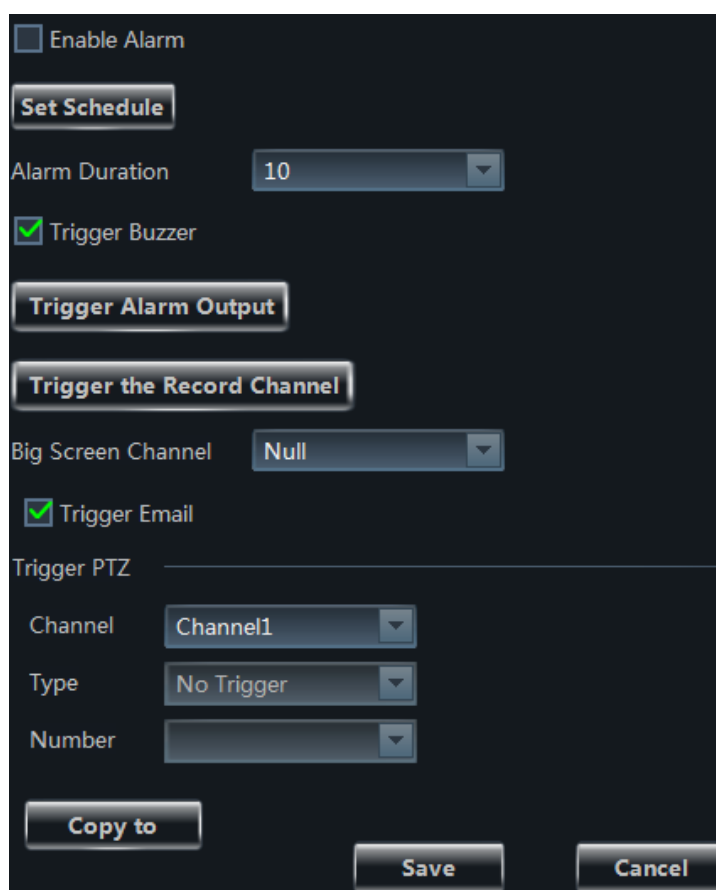 Enable Alarm
Set Schedule
Alarm Duration 10
Trigger Buzzer
Trigger Alarm Output
Trigger the Record Channel
Big Screen Channel Null
Trigger Email
Trigger PTZ
Channel Channel1
Type No Trigger
Number
Copy to
Save Cancel